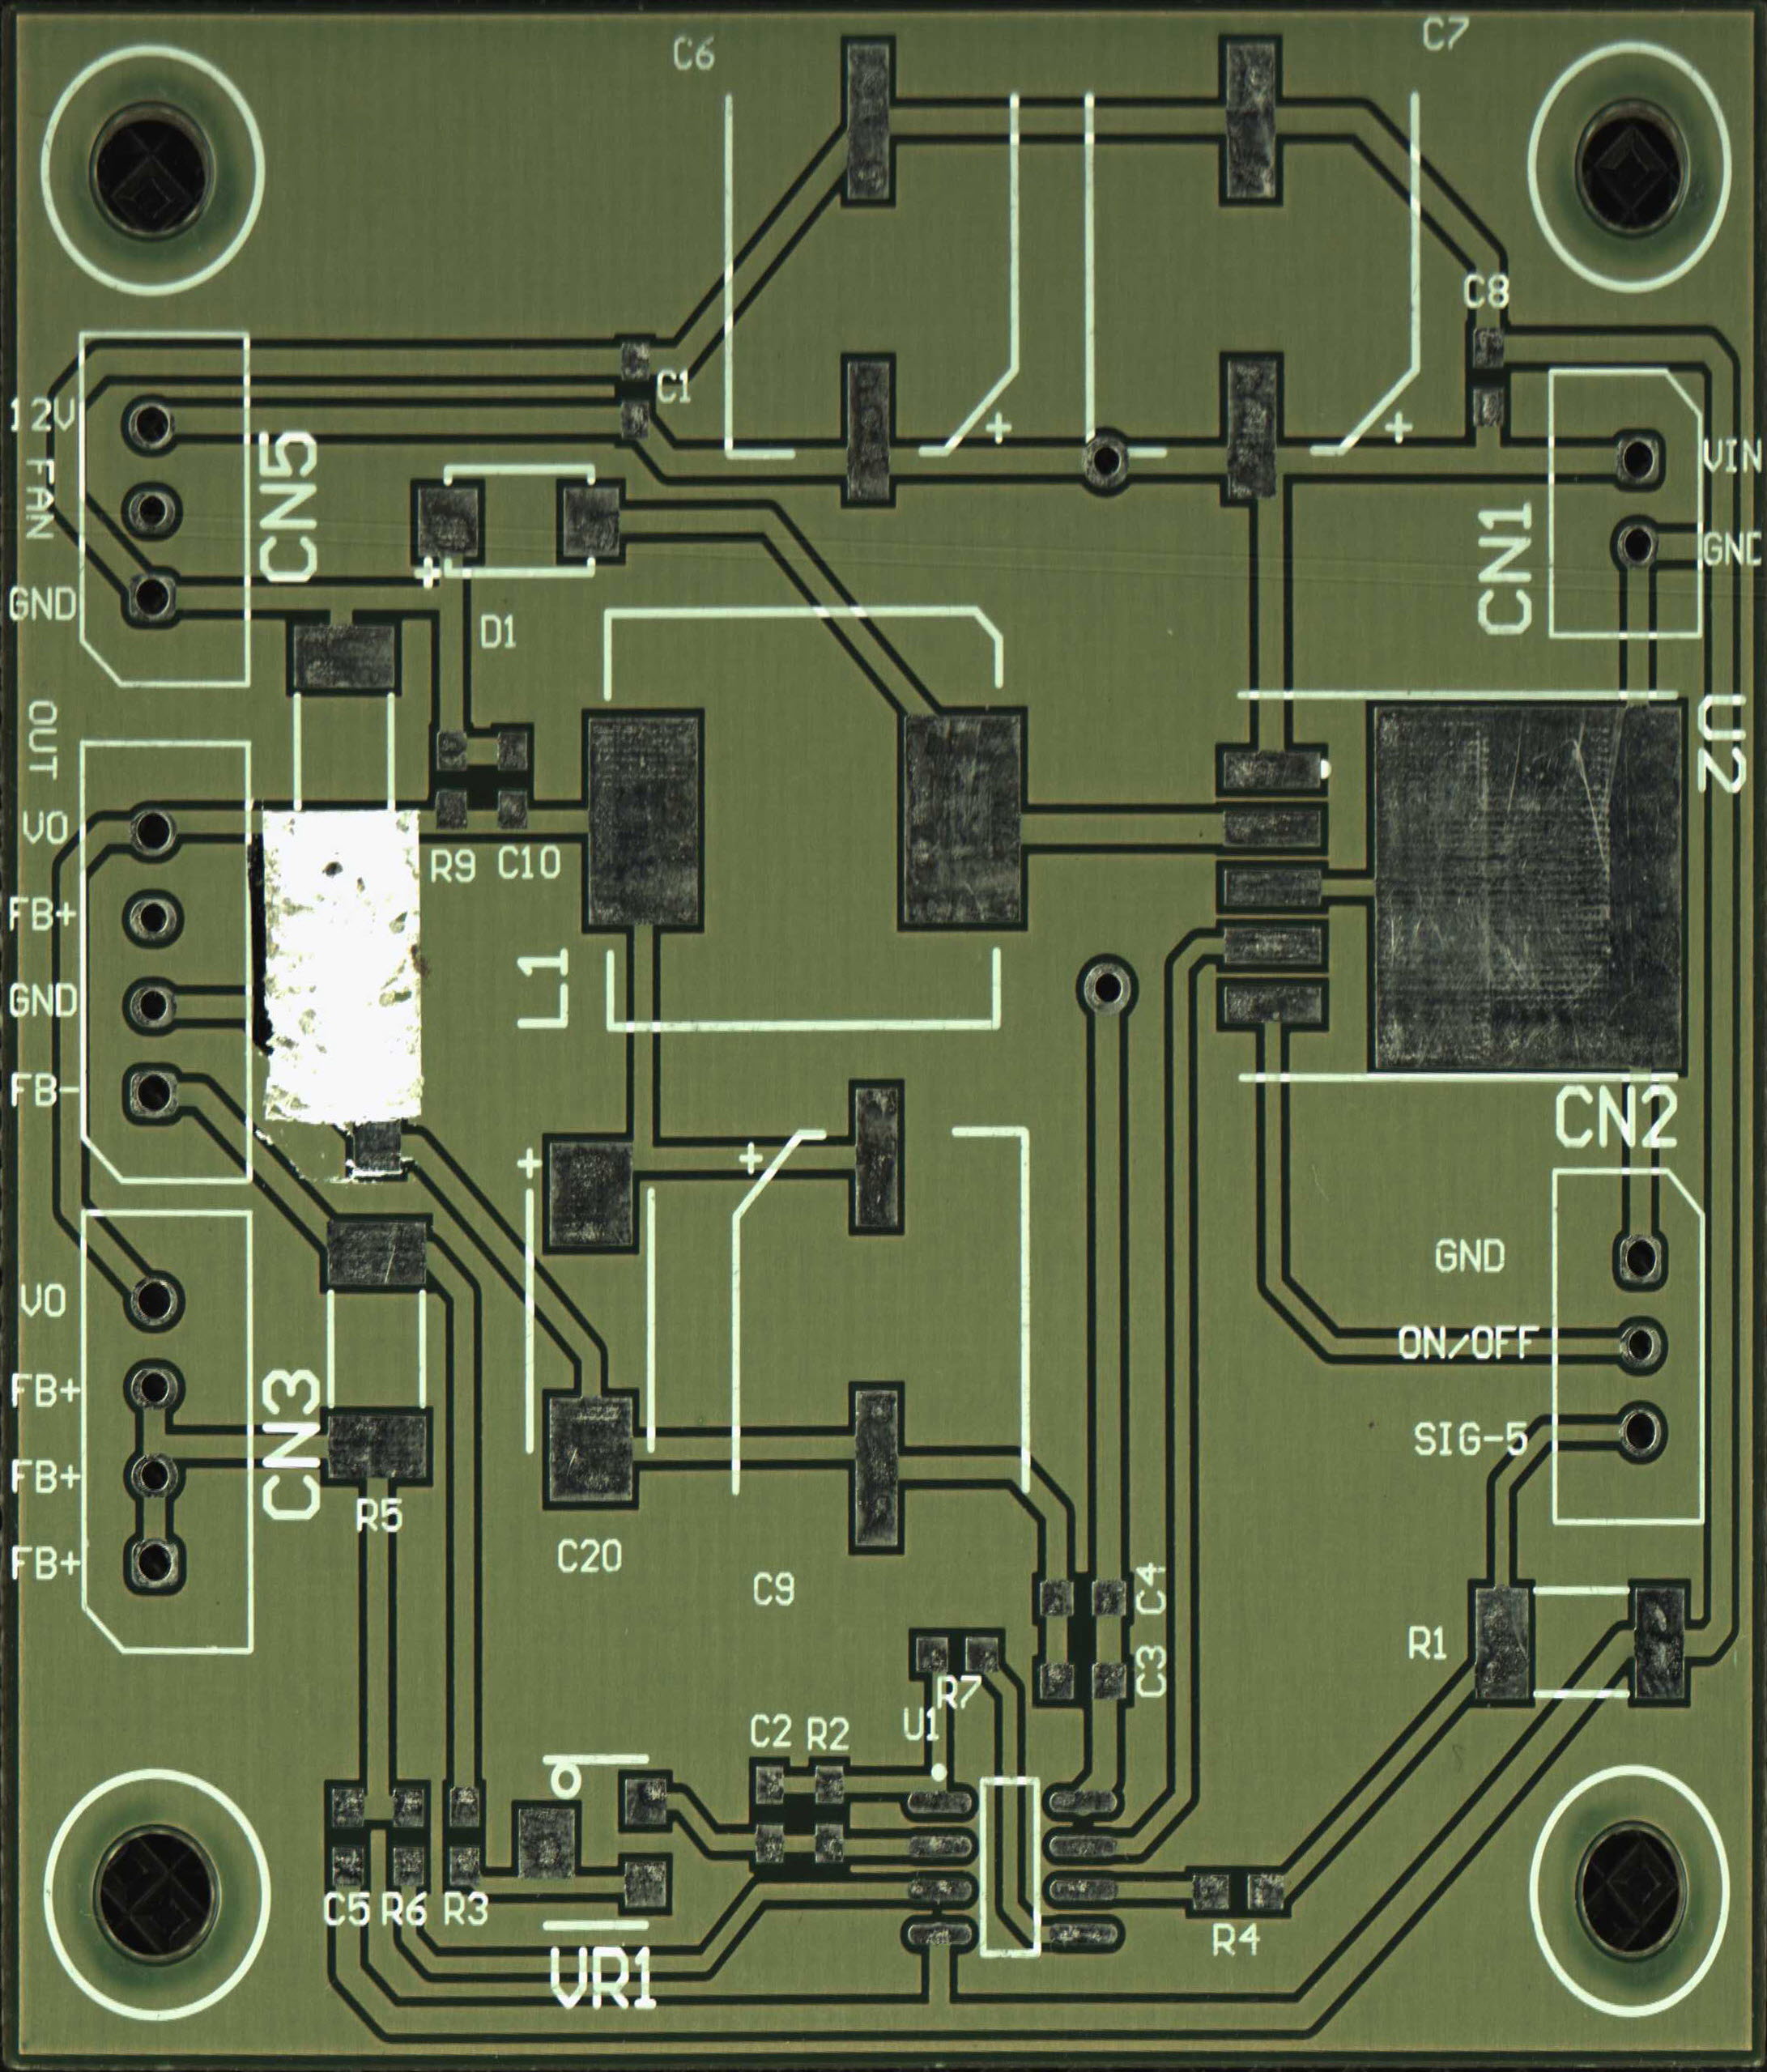 C6
C7
C8
C1
12V
FAN
GND
CN5
VIN
GND
CN1
D1
OUT
U2
VO
FB+
GND
FB-
R9
C10
L1
CN2
+
+
+
+
+
GND
ON/OFF
SIG-5
VO
FB+
FB+
FB+
CN3
R5
C20
C9
C4
C3
R1
R7
U1
C2
R2
C5
R6
R3
VR1
R4